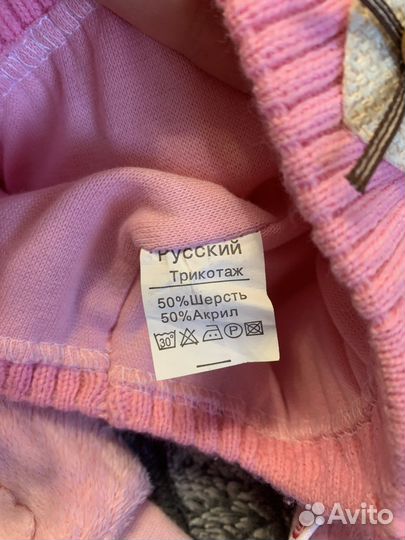 Русский
Трикотаж
50%Шерсть
50%Акрил
30°
P
Avito